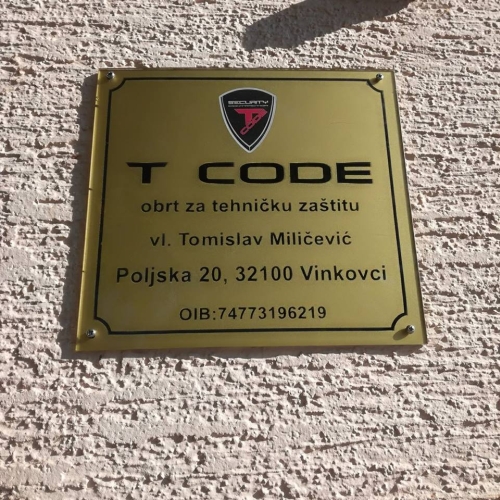 SECURITY
T CODE
obrt za tehničku zaštitu
vl. Tomislav Miličević
Poljska 20, 32100 Vinkovci
OIB:74773196219